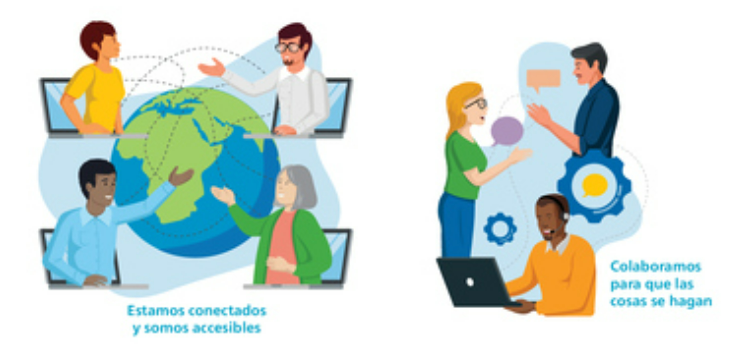 Estamos conectados
y somos accesibles
Colaboramos
para que las
cosas se hagan